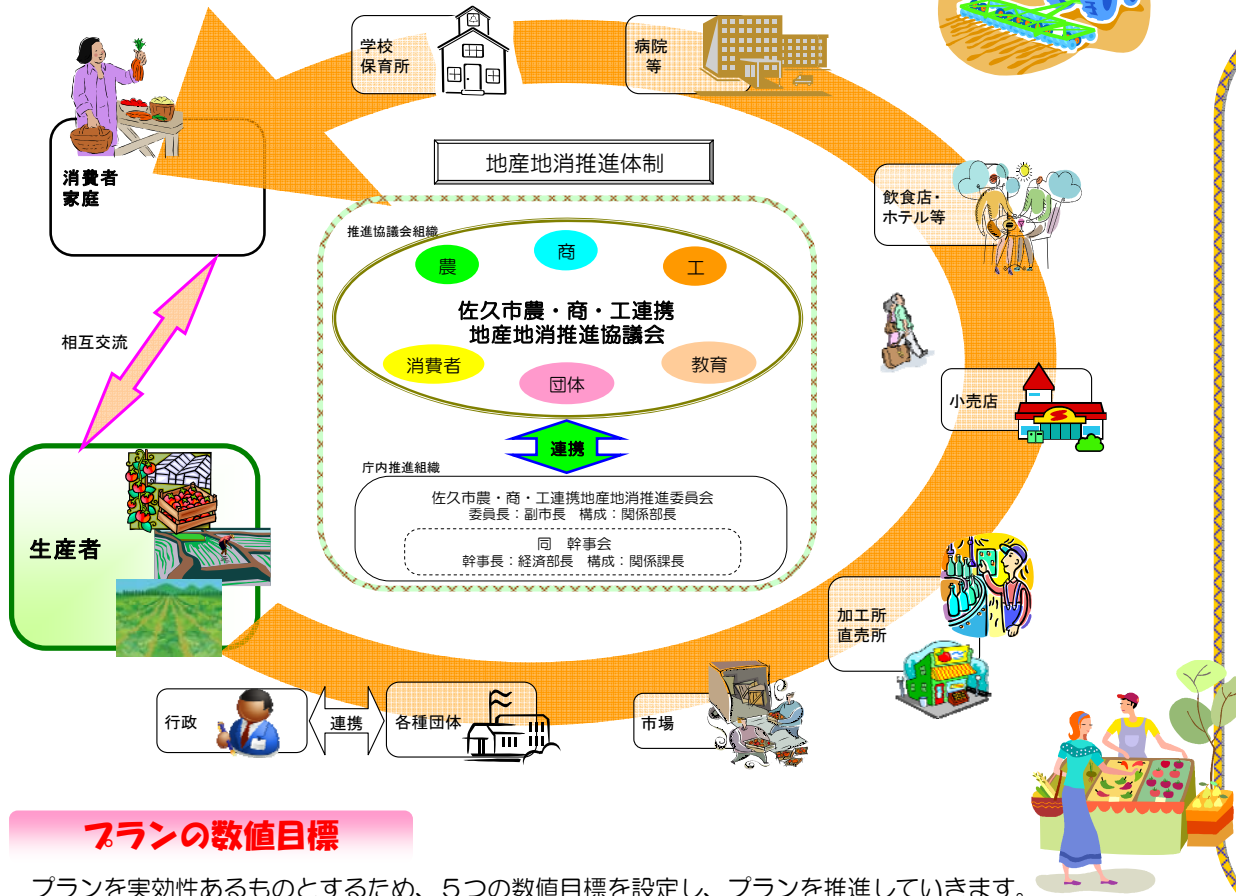 学校
保育所
病院
等
地産地消推進体制
消費者
家庭
飲食店・
ホテル等
推進協議会組織
農
商
工
佐久市農・商・工連携
地産地消推進協議会
消費者
団体
教育
相互交流
小売店
連携
庁内推進組織
佐久市農・商・工連携地産地消推進委員会
委員長：副市長　構成：関係部長
同　幹事会
幹事長：経済部長　構成：関係課長
生産者
加工所
直売所
行政
連携
各種団体
市場
プランの数値目標
プランを実効性あるものとするため、５つの数値目標を設定し、プランを推進していきます。